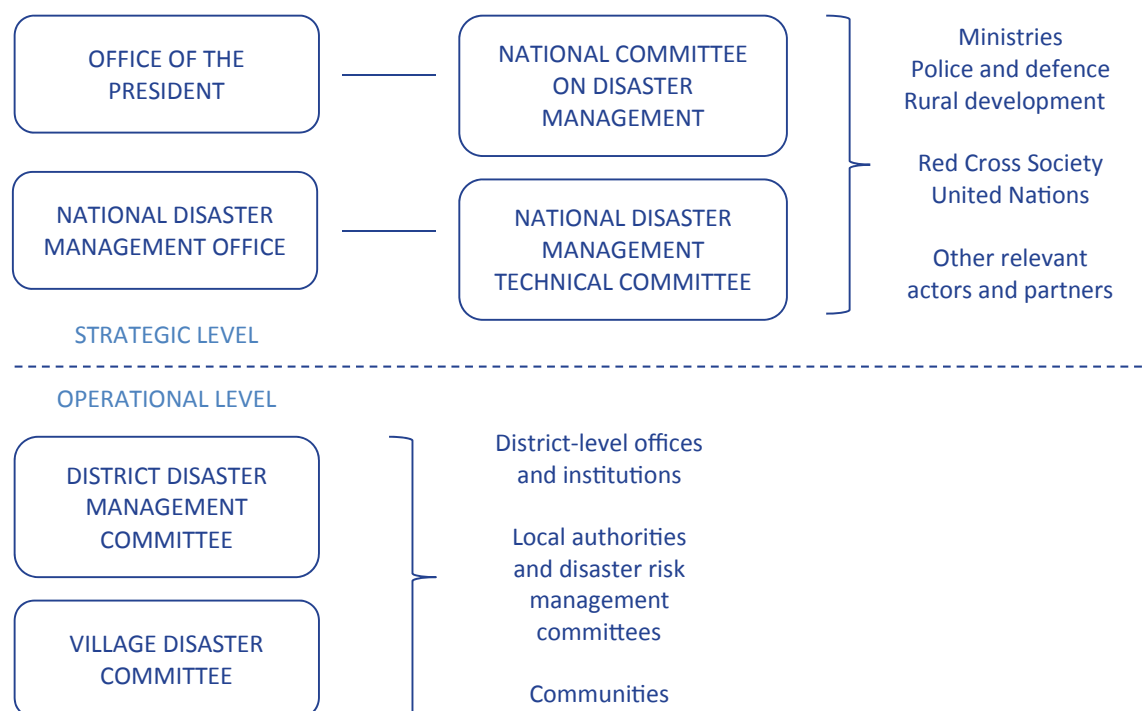 OFFICE OF THE
PRESIDENT
NATIONAL COMMITTEE
ON DISASTER
MANAGEMENT
NATIONAL DISASTER
MANAGEMENT OFFICE
NATIONAL DISASTER
MANAGEMENT
TECHNICAL COMMITTEE
Ministries
Police and defence
Rural development
Red Cross Society
United Nations
Other relevant
actors and partners
STRATEGIC LEVEL
OPERATIONAL LEVEL
DISTRICT DISASTER
MANAGEMENT
COMMITTEE
VILLAGE DISASTER
COMMITTEE
District-level offices
and institutions
Local authorities
and disaster risk
management
committees
Communities